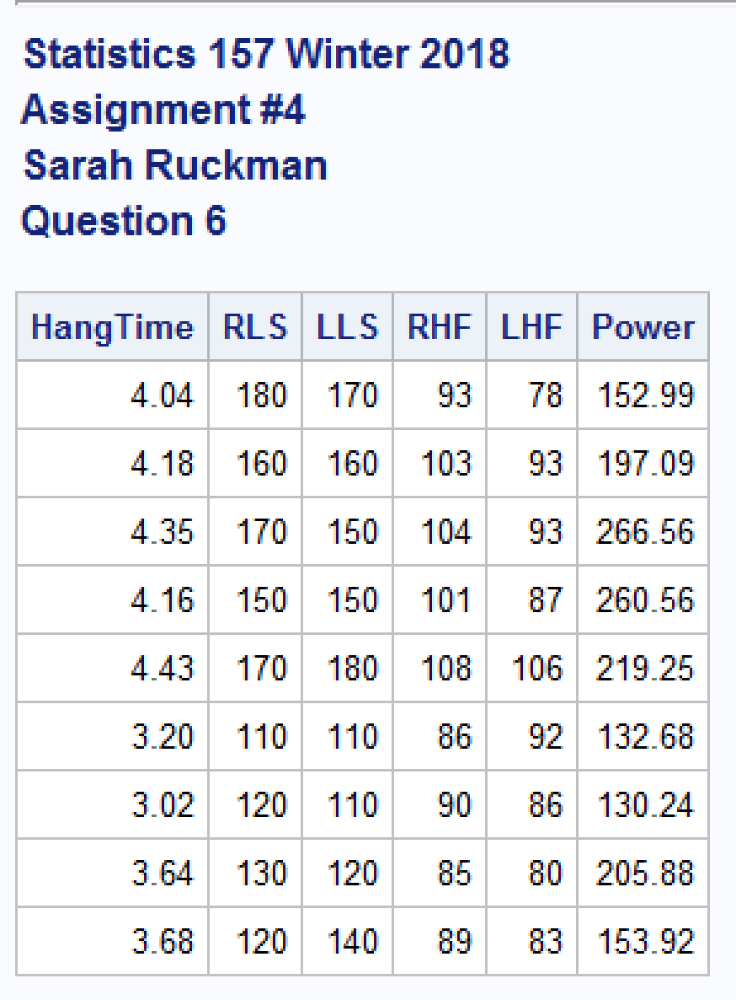 Statistics 157 Winter 2018
Assignment #4
Sarah Ruckman
Question 6
HangTime RLS LLS RHF LHF Power
4.04 180 170 93 78 152.99
4.18 160 160 103 93 197.09
4.35 170 150 104 93 266.56
4.16 150 150 101 87 260.56
4.43 170 180 108 106 219.25
3.20 110 110 86 92 132.68
3.02 120 110 90 86 130.24
3.64 130 120 85 80 205.88
3.68 120 140 89 83 153.92